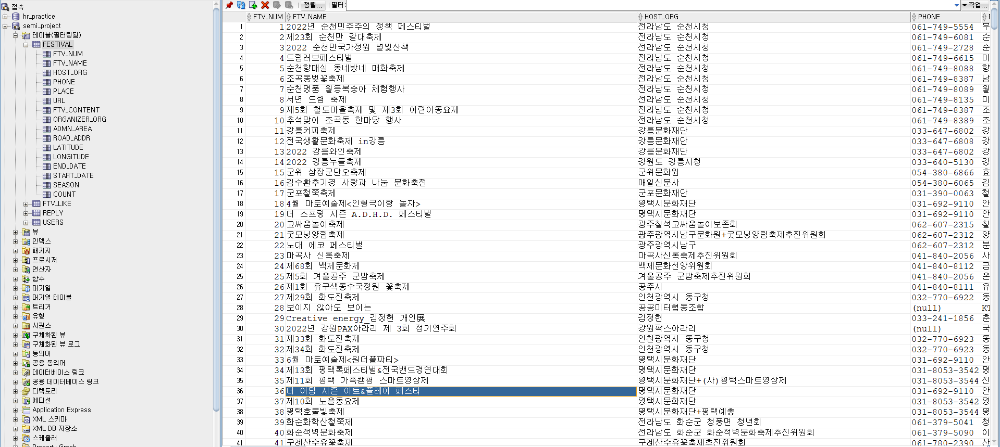 접속
hr_practice
semi_project
테이블(필터링됨)
FESTIVAL
FTV_NUM
FTV_NAME
HOST_ORG
PHONE
PLACE
URL
FTV_CONTENT
ORGANIZER_ORG
ADMN_AREA
ROAD_ADDR
LATITUDE
LONGITUDE
END_DATE
START_DATE
SEASON
COUNT
FTV_LIKE
REPLY
USERS
뷰
인덱스
패키지
프로시저
연산자
함수
대기열
대기열 테이블
트리거
유형
시퀀스
구체화된 뷰
구체화된 뷰 로그
동의어
공용 동의어
데이터베이스 링크
공용 데이터베이스 링크
디렉토리
에디션
Application Express
XML 스키마
XML DB 저장소
스케줄러
Property Graph
정렬... 필터: 작업...
FTV_NUM FTV_NAME HOST_ORG PHONE
1 1 2022년 순천민주주의 정책 페스티벌 전라남도 순천시청 061-749-5554 부
2 2 제23회 순천만 갈대축제 전라남도 순천시청 061-749-6081 순
3 3 2022 순천만국가정원 별빛산책 전라남도 순천시청 061-749-2728 순
4 4 드림러브페스티벌 전라남도 순천시청 061-749-6615 미
5 5 순천향매실 동네방네 매화축제 전라남도 순천시청 061-749-8088 향
6 6 조곡동벚꽃축제 전라남도 순천시청 061-749-8387 남
7 7 순천명품 월등복숭아 체험행사 전라남도 순천시청 061-749-8089 월
8 8 서면 드림 축제 전라남도 순천시청 061-749-8135 미
9 9 제5회 철도마을축제 및 제3회 어린이동요제 전라남도 순천시청 061-749-8387 조
10 10 추석맞이 조곡동 한마당 행사 전라남도 순천시청 061-749-8389 조
11 11 강릉커피축제 강릉문화재단 033-647-6802 강
12 12 전국생활문화축제 in강릉 강릉문화재단 033-647-6808 강
13 13 2022 강릉와인축제 강릉문화재단 033-647-6802 강
14 14 2022 강릉누들축제 강원도 강릉시청 033-640-5130 강
15 15 군위 삼장군단오축제 군위문화원 054-380-6866 효
16 16 김수환추기경 사랑과 나눔 문화축전 매일신문사 054-380-6065 김
17 17 군포철쭉축제 군포문화재단 031-390-0063 철
18 18 4월 마토예술제<인형극이랑 놀자> 평택시문화재단 031-692-9110 안
19 19 더 스프링 시즌 A.D.H.D. 페스티벌 평택시문화재단 031-692-9110 안
20 20 고싸움놀이축제 광주칠석고싸움놀이보존회 062-607-2315 칠
21 21 굿모닝양림축제 광주광역시남구문화원+굿모닝양림축제추진위원회 062-607-2312 양
22 22 노대 에코 페스티벌 광주광역시남구 062-607-2312 분
23 23 마곡사 신록축제 마곡사신록축제추진위원회 041-840-2056 사
24 24 제68회 백제문화제 백제문화선양위원회 041-840-8112 금
25 25 제5회 겨울공주 군밤축제 겨울공주 군밤축제추진위원회 041-840-2056 온
26 26 제1회 유구색동수국정원 꽃축제 공주시 041-840-8111 유
27 27 제29회 화도진축제 인천광역시 동구청 032-770-6922 동
28 28 보이지 않아도 보이는 공공미터협동조합 (null) KT
29 29 Creative energy_김정현 개인展 김정현 033-241-1856 춘
30 30 2022년 강원PAX아라리 제 3회 정기연주회 강원팍스아라리 (null) 국
31 31 제33회 화도진축제 인천광역시 동구청 032-770-6923 동
32 32 제34회 화도진축제 인천광역시 동구청 032-770-6923 동
33 33 6월 마토예술제<원더풀파티> 평택시문화재단 031-692-9110 안
34 34 제13회 평택록페스티벌&전국밴드경연대회 평택시문화재단 031-8053-3542 평
35 35 제11회 평택 가족캠핑 스마트영상제 평택시문화재단+(사)평택스마트영상제 031-8053-3544 진
36 36 더 어텀 시즌 아트&플레이 페스타 평택시문화재단 031-692-9110 안
37 37 제10회 노을동요제 평택시문화재단 031-8053-3542 평
38 38 평택호물빛축제 평택시문화재단+평택예총 031-8053-3544 평
39 39 화순화학산철쭉제 전라남도 화순군 청풍면 청년회 061-379-5041 청
40 40 화순적벽문화축제 전라남도 화순군 화순적벽문화축제추진위원회 061-379-5090 이
41 41 구례산수유꽃축제 구례산수유꽃축제추진위원회 061-780-2390 산